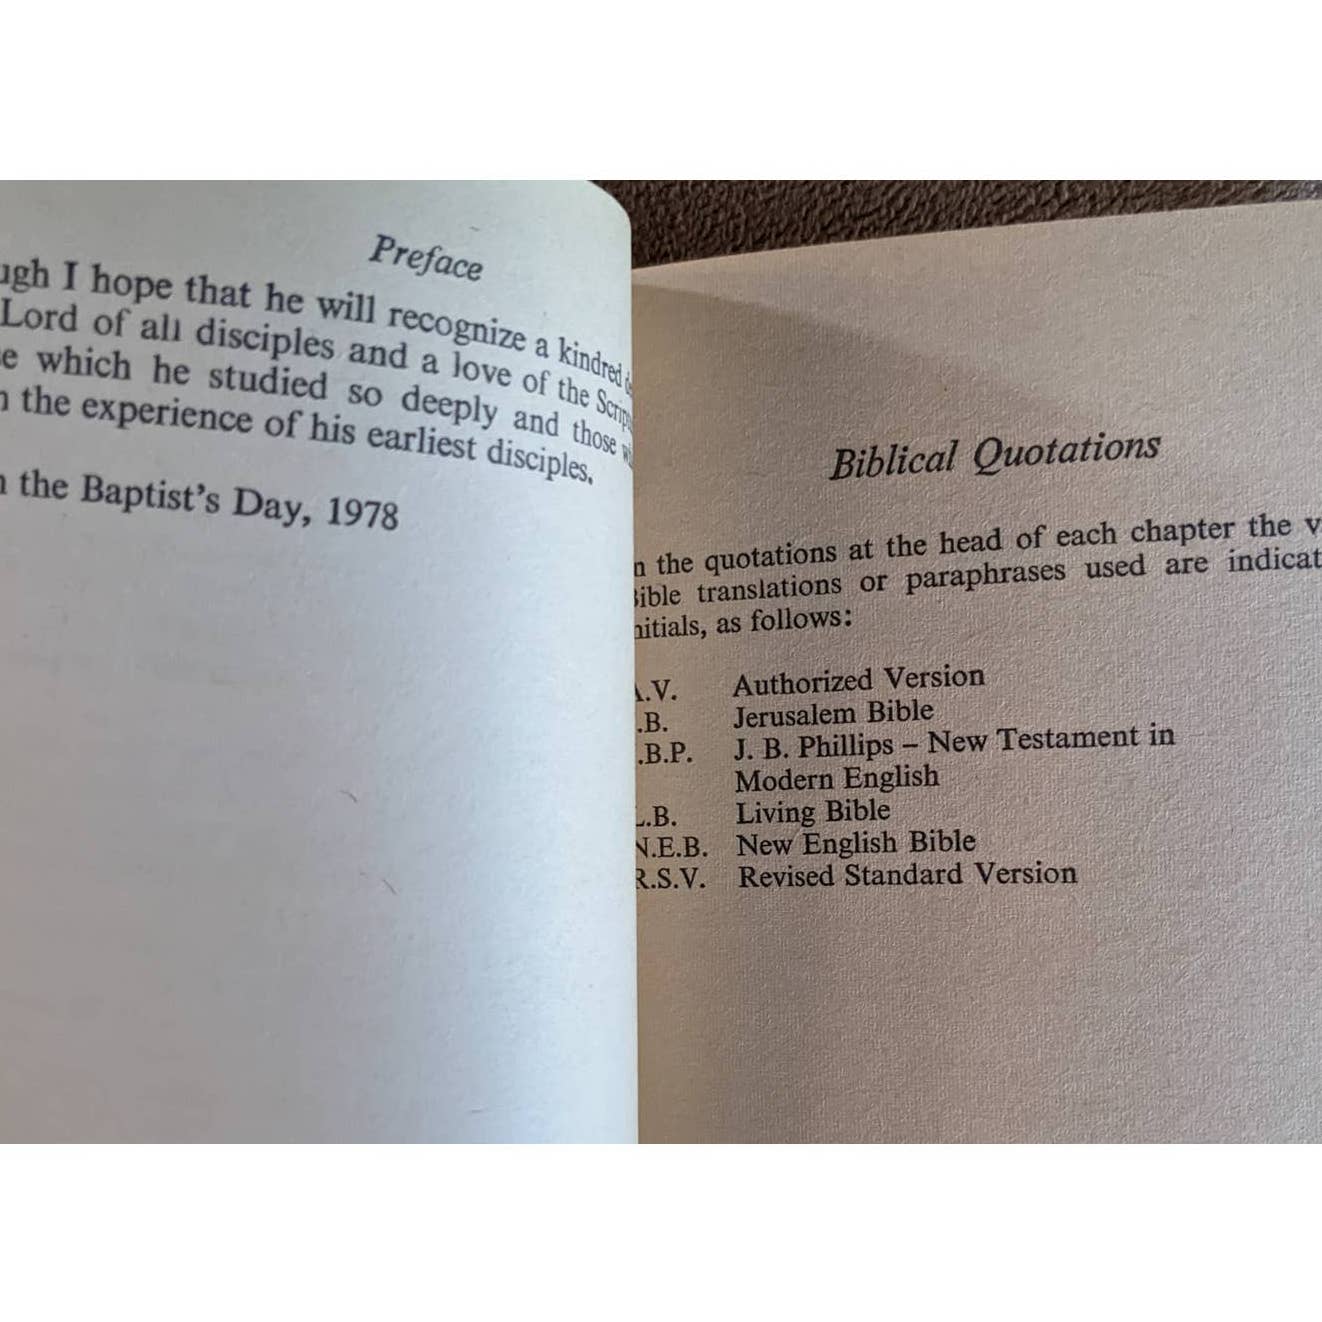 Preface
I hope that he will recognize a kindred
Lord of all disciples and a love of the
which he studied so deeply and those
the experience of his earliest disciples.
the Baptist's Day, 1978
Biblical Quotations
the quotations at the head of each chapter the
translations or paraphrases used are
as follows:
A.V. Authorized Version
.B. Jerusalem Bible
.B.P. J. B. Phillips – New Testament in
Modern English
L.B. Living Bible
N.E.B. New English Bible
R.S.V. Revised Standard Version